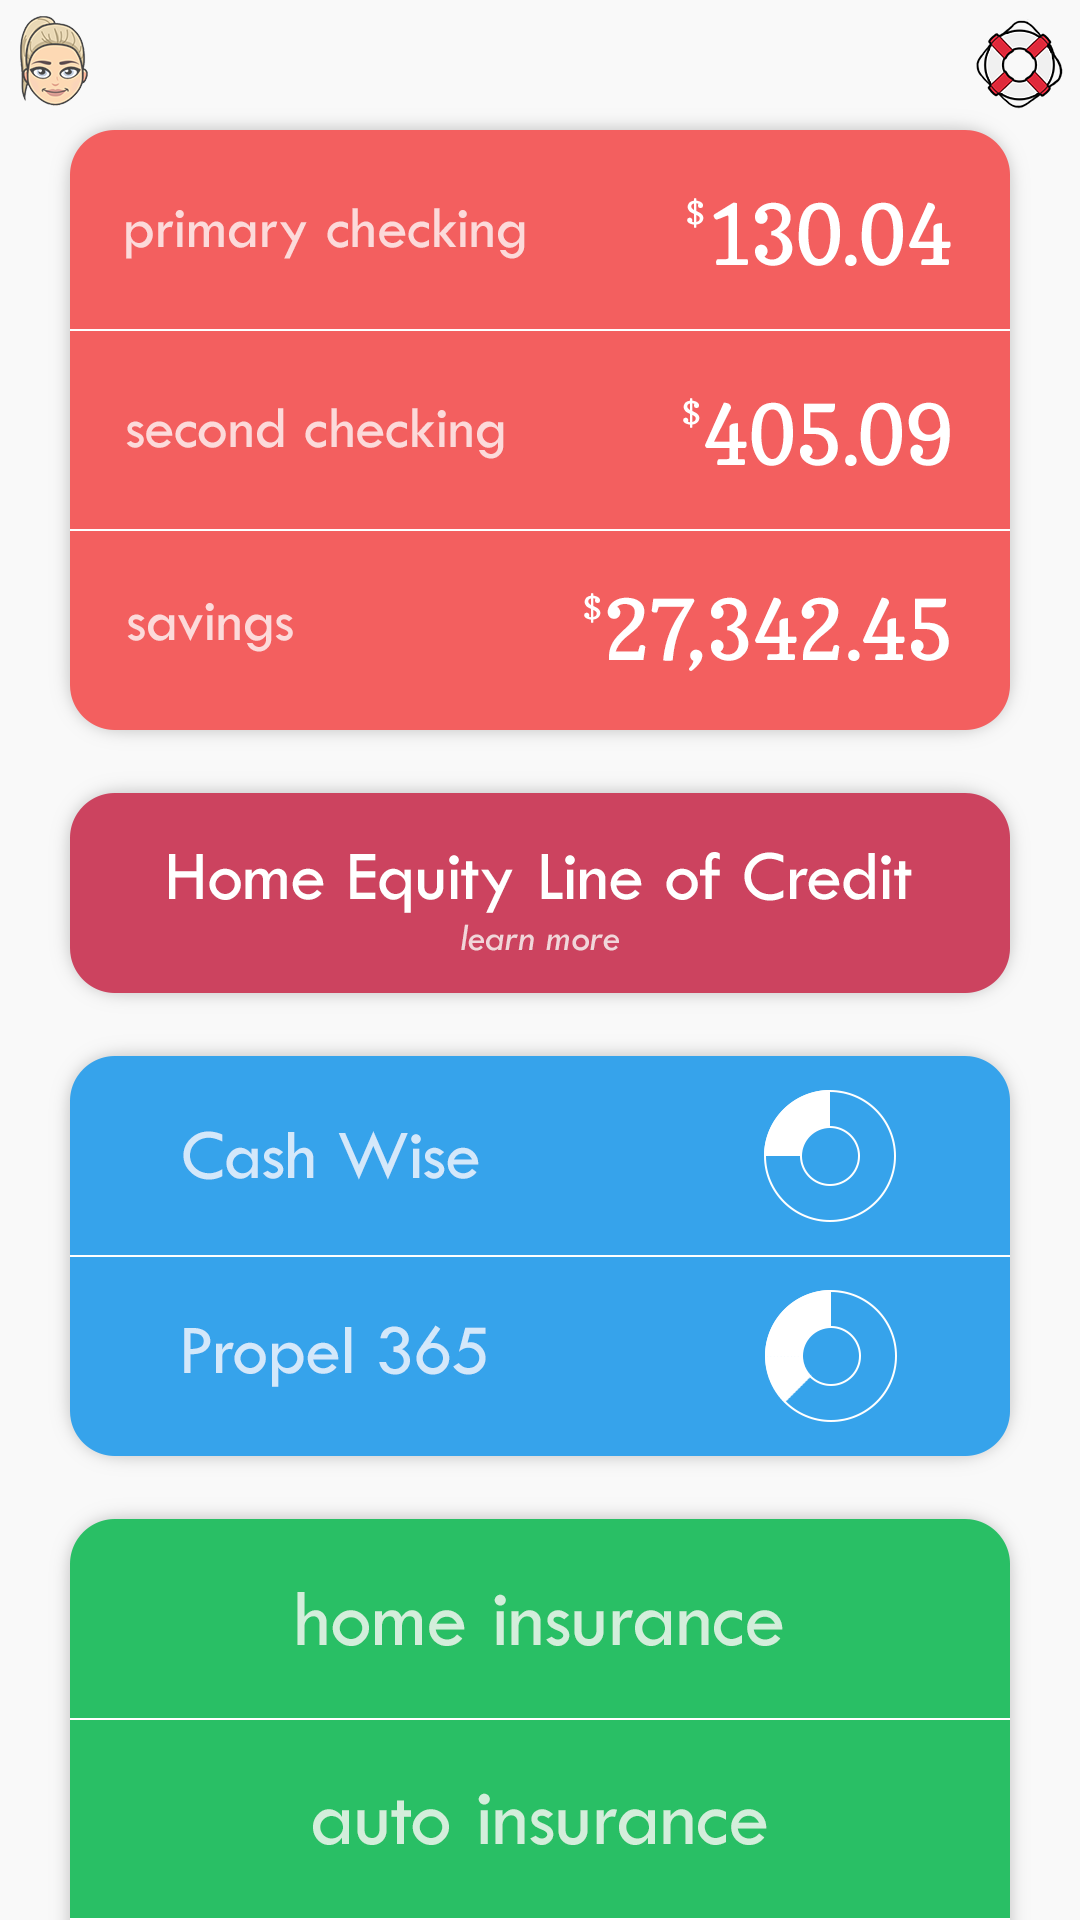 primary checking $130.04
second checking $405.09
savings $27,342.45
Home Equity Line of Credit
learn more
Cash Wise
Propel 365
home insurance
auto insurance